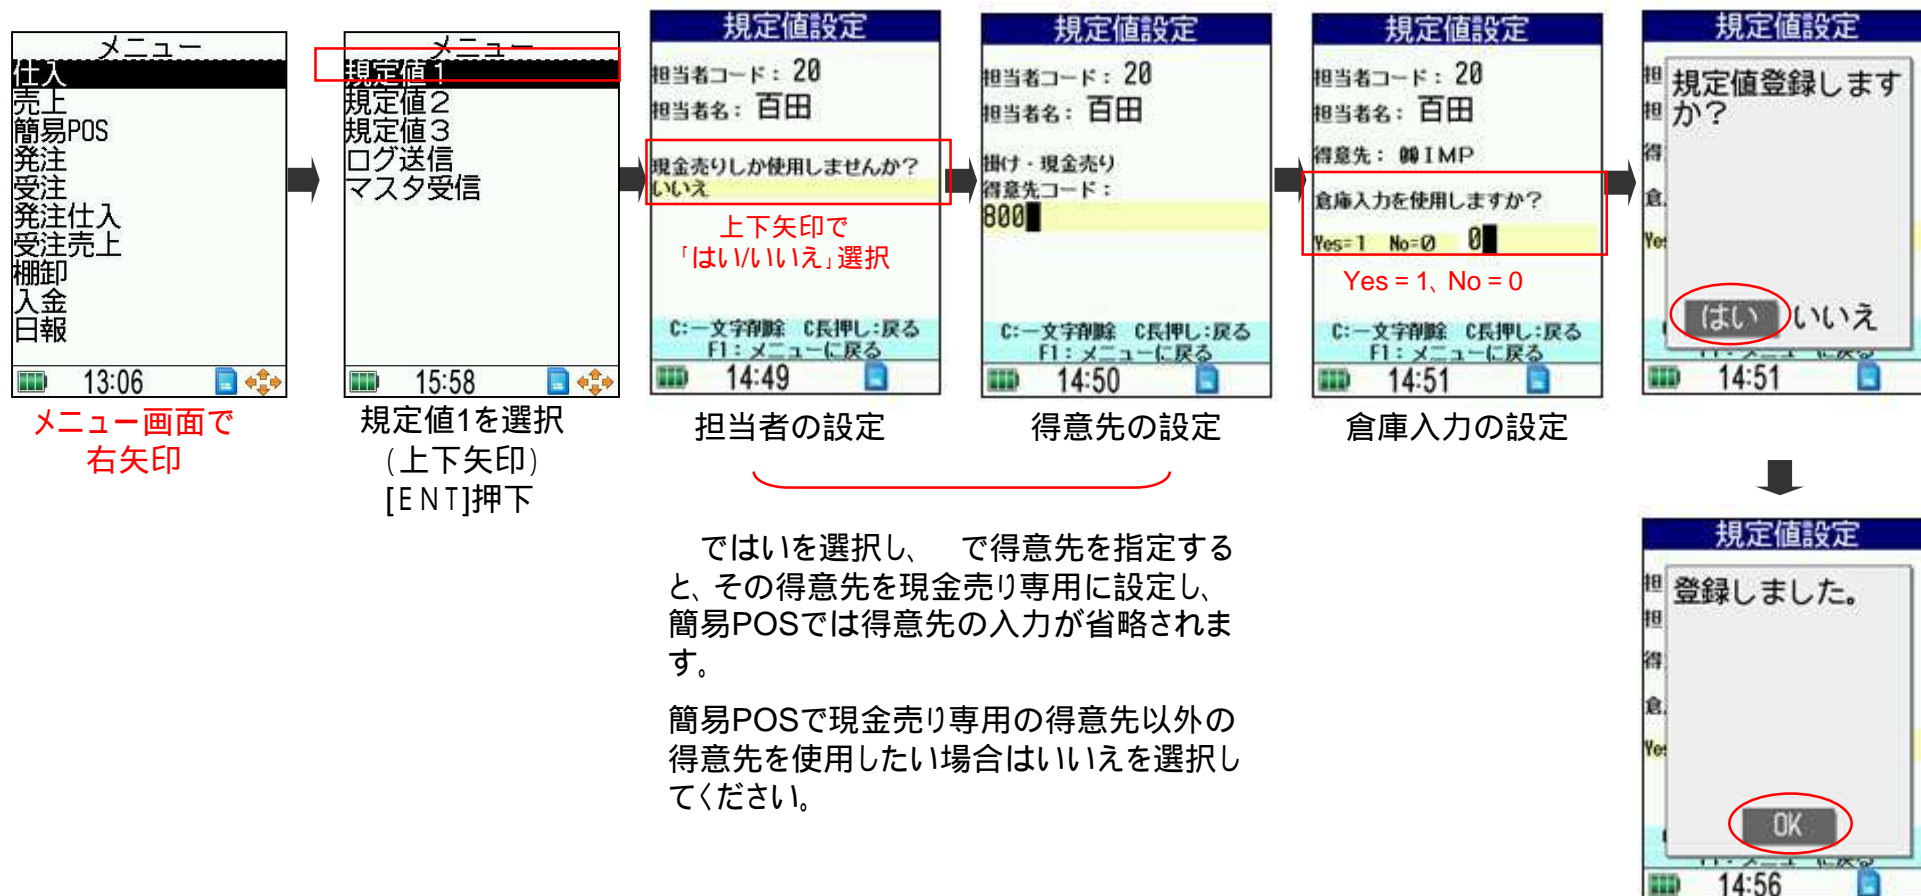 メニュー
仕入
売上
簡易POS
発注
受注
発注仕入
受注売上
棚卸
入金
日報
13:06
メニュー画面で
右矢印
メニュー
規定値1
規定値2
規定値3
ログ送信
マスタ受信
15:58
規定値1を選択
(上下矢印)
[ENT]押下
規定値設定
担当者コード: 20
担当者名: 百田
現金売りしか使用しませんか?
いいえ
上下矢印で
「はい/いいえ」選択
C:一文字削除 C長押し:戻る
F1:メニューに戻る
14:49
担当者の設定
規定値設定
担当者コード: 20
担当者名: 百田
掛け・現金売り
得意先コード:
800
C:一文字削除 C長押し:戻る
F1:メニューに戻る
14:50
得意先の設定
規定値設定
担当者コード: 20
担当者名: 百田
得意先: 00IMP
倉庫入力を使用しますか?
Yes=1 No=0 0
Yes = 1、No = 0
C:一文字削除 C長押し:戻る
F1:メニューに戻る
14:51
倉庫入力の設定
規定値設定
担
規定値登録します
担
か?
得
倉
Yes
はい いいえ
14:51
ではいを選択し、 で得意先を指定する
と、その得意先を現金売り専用に設定し、
簡易POSでは得意先の入力が省略されま
す。
簡易POSで現金売り専用の得意先以外の
得意先を使用したい場合はいいえを選択し
てください。
規定値設定
担
登録しました。
担
得
倉
Yes
OK
14:56